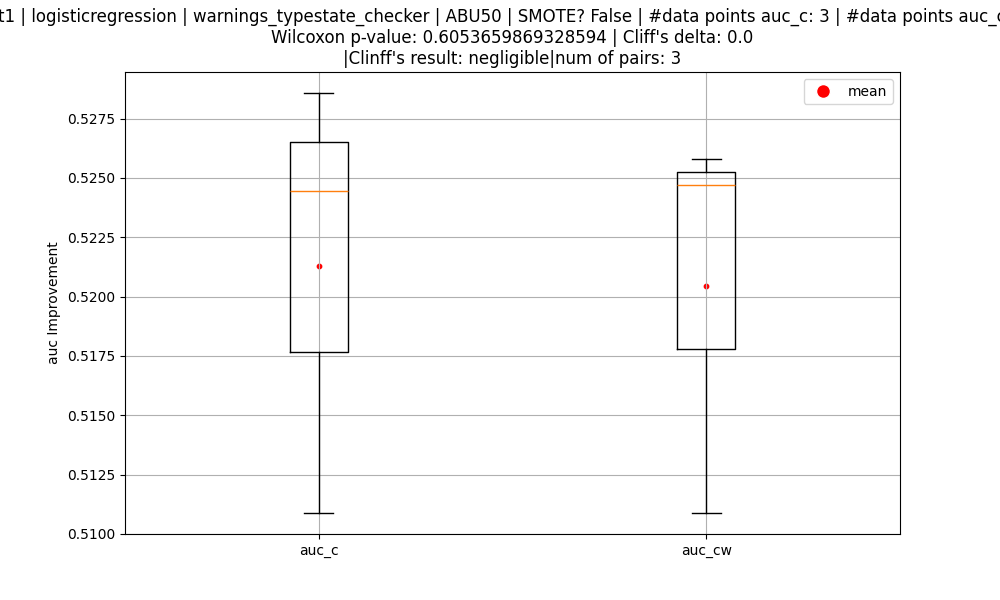 t1 | logisticregression | warnings_typestate_checker | ABU50 | SMOTE? False | #data points auc_c: 3 | #data points auc_c
Wilcoxon p-value: 0.6053659869328594 | Cliff's delta: 0.0
|Clinff's result: negligible|num of pairs: 3
mean
0.5275
0.5250
0.5225
0.5200
0.5175
0.5150
0.5125
0.5100
auc Improvement
auc_c
auc_cw